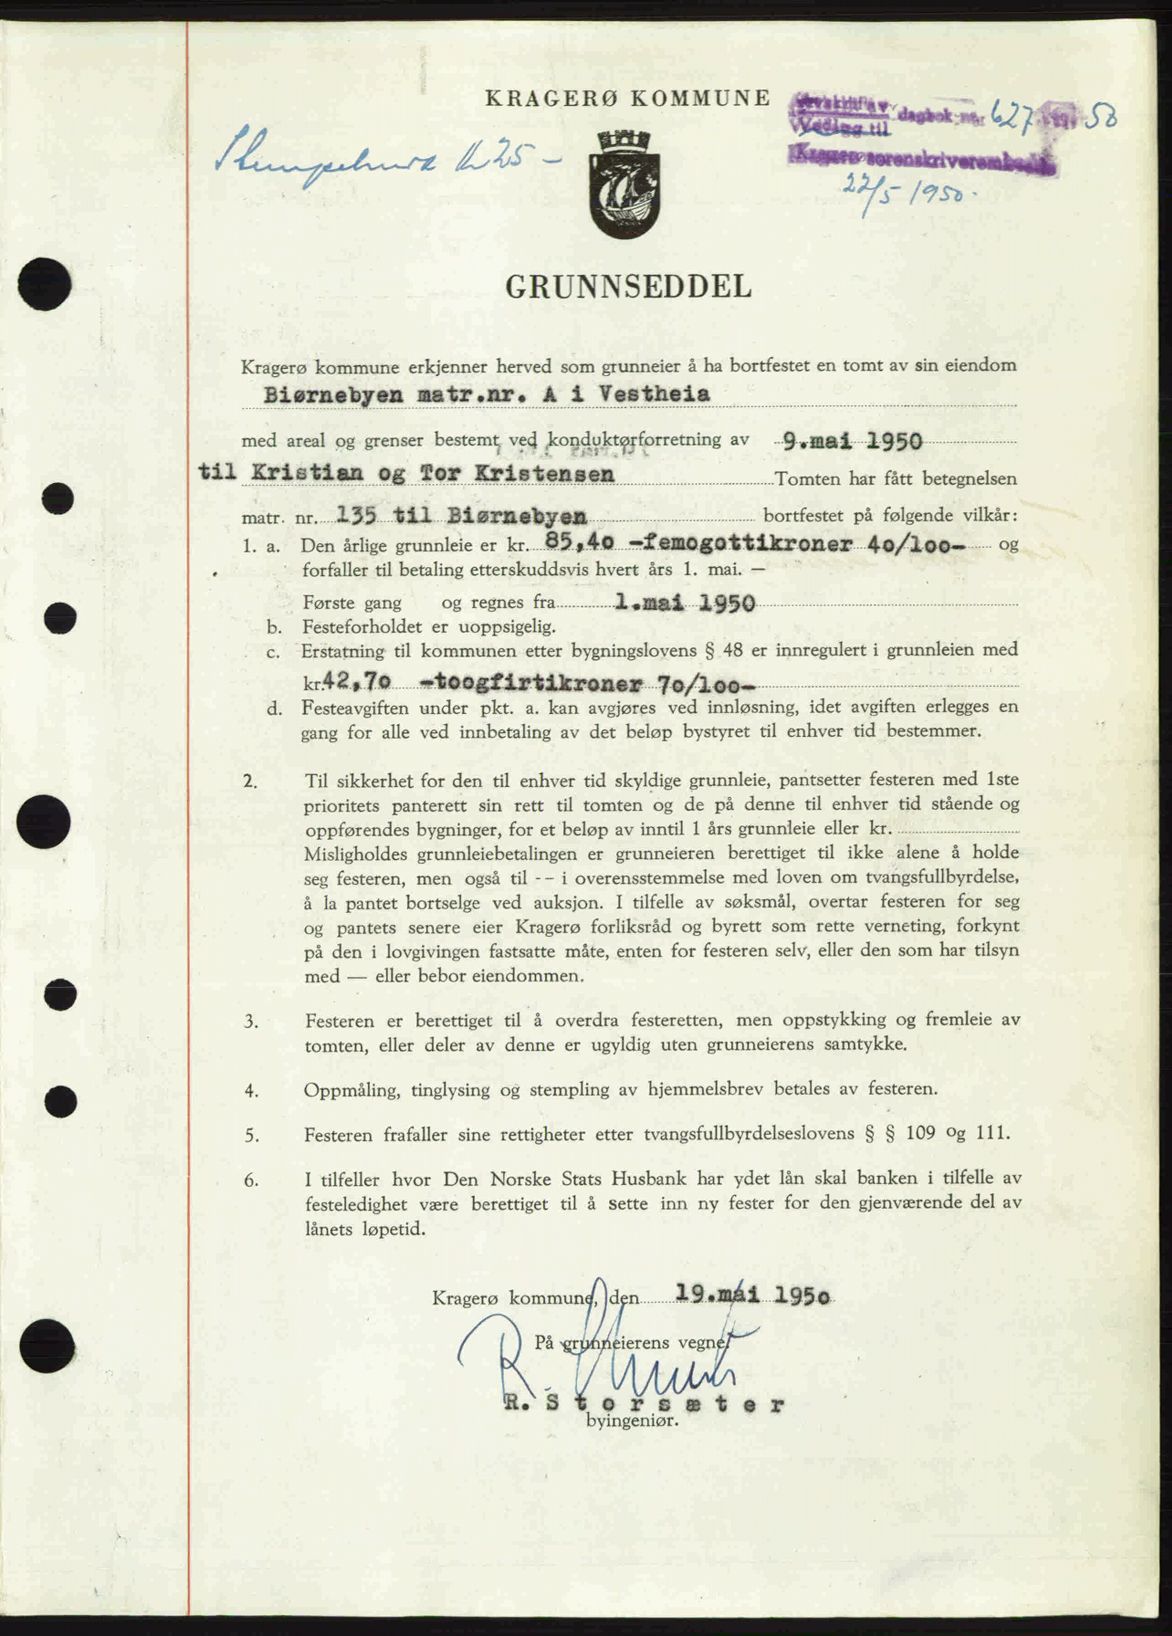 KRAGERØ KOMMUNE
Avskrift av
Vedlegg til
dagbok nr. 627 19 50
Kragerø sorenskriverembede
22/5 1950.
kr 25 –
GRUNNSEDDEL
Kragerø kommune erkjenner herved som grunneier å ha bortfestet en tomt av sin eiendom
Biørnebyen matr.nr. A i Vestheia
med areal og grenser bestemt ved konduktørforretning av 9.mai 1950
til Kristian og Tor Kristensen Tomten har fått betegnelsen
matr. nr. 135 til Biørnebyen bortfestet på følgende vilkår:
1. a. Den årlige grunnleie er kr. 85,40 -femogottikroner 40/100- og
forfaller til betaling etterskuddsvis hvert års 1. mai. —
Første gang og regnes fra 1.mai 1950
b. Festeforholdet er uoppsigelig.
c. Erstatning til kommunen etter bygningslovens § 48 er innregulert i grunnleien med
kr.42,70 -toogfirtikroner 70/100-
d. Festeavgiften under pkt. a. kan avgjøres ved innløsning, idet avgiften erlegges en
gang for alle ved innbetaling av det beløp bystyret til enhver tid bestemmer.
2. Til sikkerhet for den til enhver tid skyldige grunnleie, pantsetter festeren med 1ste
prioritets panterett sin rett til tomten og de på denne til enhver tid stående og
oppførendes bygninger, for et beløp av inntil 1 års grunnleie eller kr.
Misligholdes grunnleiebetalingen er grunneieren berettiget til ikke alene å holde
seg festeren, men også til -- i overensstemmelse med loven om tvangsfullbyrdelse,
å la pantet bortselge ved auksjon. I tilfelle av søksmål, overtar festeren for seg
og pantets senere eier Kragerø forliksråd og byrett som rette verneting, forkynt
på den i lovgivingen fastsatte måte, enten for festeren selv, eller den som har tilsyn
med — eller bebor eiendommen.
3. Festeren er berettiget til å overdra festeretten, men oppstykking og fremleie av
tomten, eller deler av denne er ugyldig uten grunneierens samtykke.
4. Oppmåling, tinglysing og stempling av hjemmelsbrev betales av festeren.
5. Festeren frafaller sine rettigheter etter tvangsfullbyrdelseslovens § § 109 og 111.
6. I tilfeller hvor Den Norske Stats Husbank har ydet lån skal banken i tilfelle av
festeledighet være berettiget til å sette inn ny fester for den gjenværende del av
lånets løpetid.
Kragerø kommune, den 19.mai 1950
På grunneierens vegne
R. Storsæter
byingeniør.